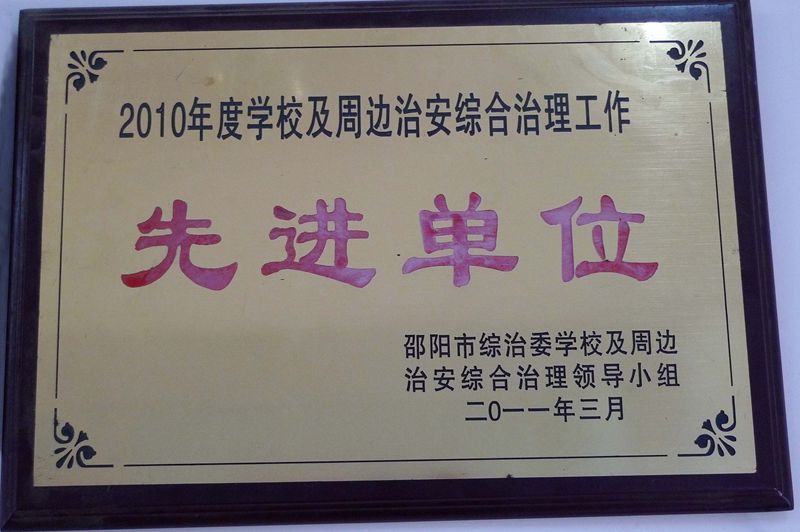 2010年度学校及周边治安综合治理工作
先进单位
邵阳市综治委学校及周边
治安综合治理领导小组
二0一一年三月